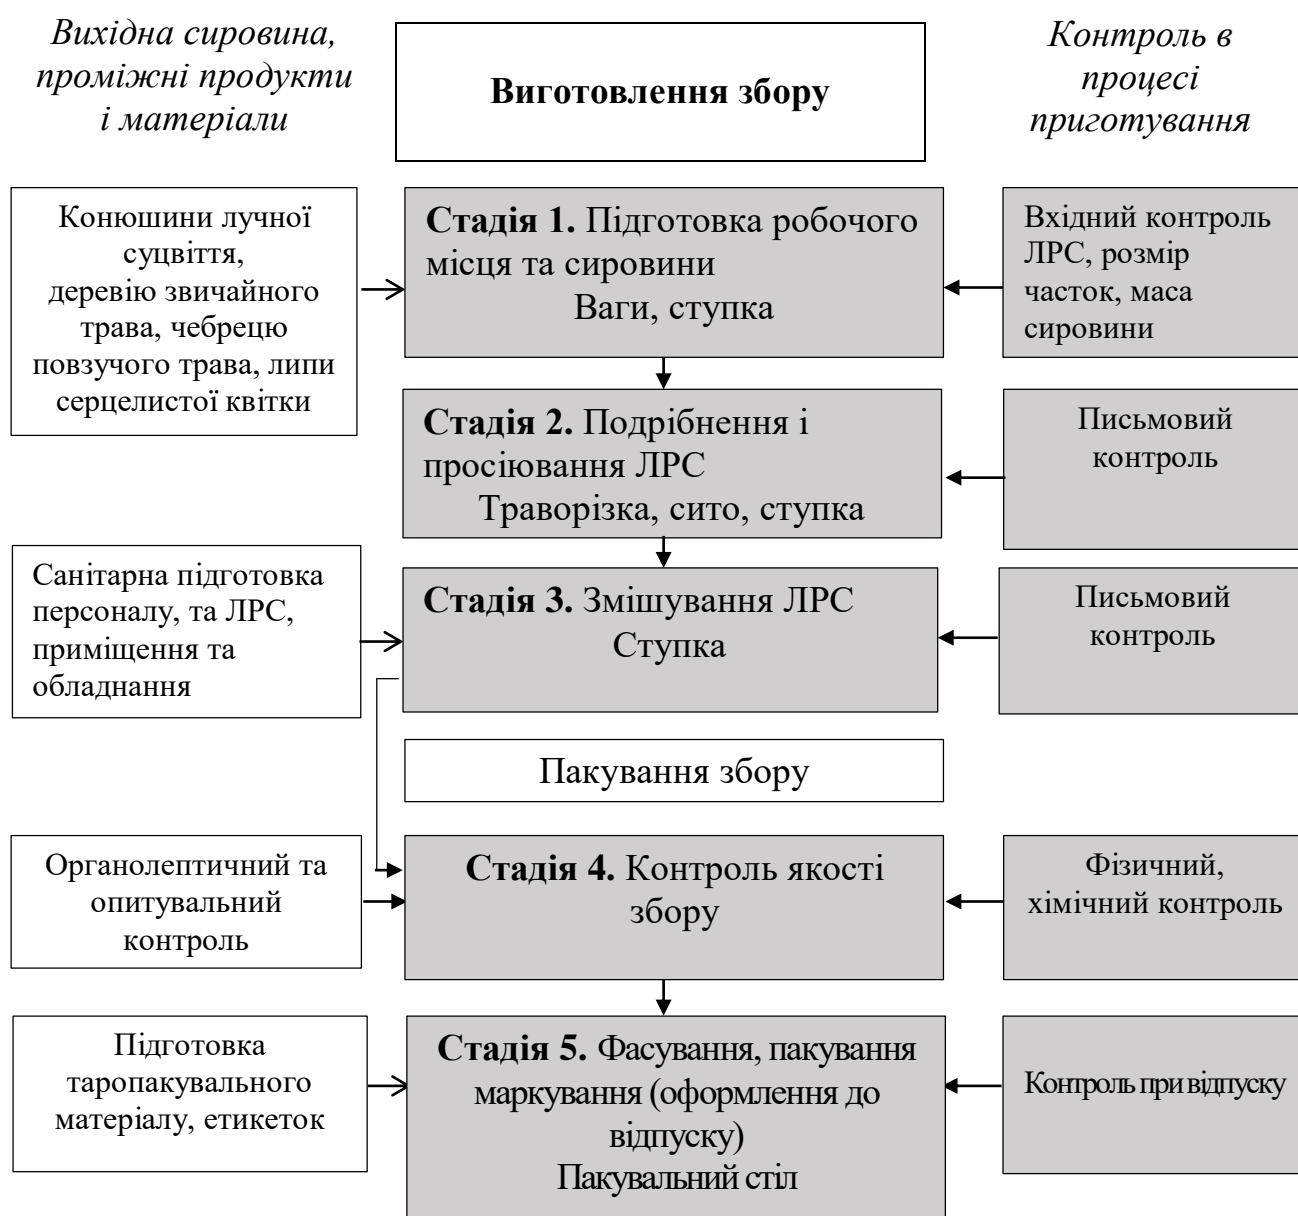 Вихідна сировина,
проміжні продукти
і матеріали
Виготовлення збору
Контроль в
процесі
приготування
Конюшини лучної
суцвіття,
деревію звичайного
трава, чебрецю
повзучого трава, липи
серцелистої квітки
Стадія 1. Підготовка робочого
місця та сировини
Ваги, ступка
Вхідний контроль
ЛРС, розмір
часток, маса
сировини
Стадія 2. Подрібнення і
просіювання ЛРС
Траворізка, сито, ступка
Письмовий
контроль
Санітарна підготовка
персоналу, та ЛРС,
приміщення та
обладнання
Стадія 3. Змішування ЛРС
Ступка
Письмовий
контроль
Пакування збору
Органолептичний та
опитувальний
контроль
Стадія 4. Контроль якості
збору
Фізичний,
хімічний контроль
Підготовка
таропакувального
матеріалу, етикеток
Стадія 5. Фасування, пакування
маркування (оформлення до
відпуску)
Пакувальний стіл
Контроль при відпуску